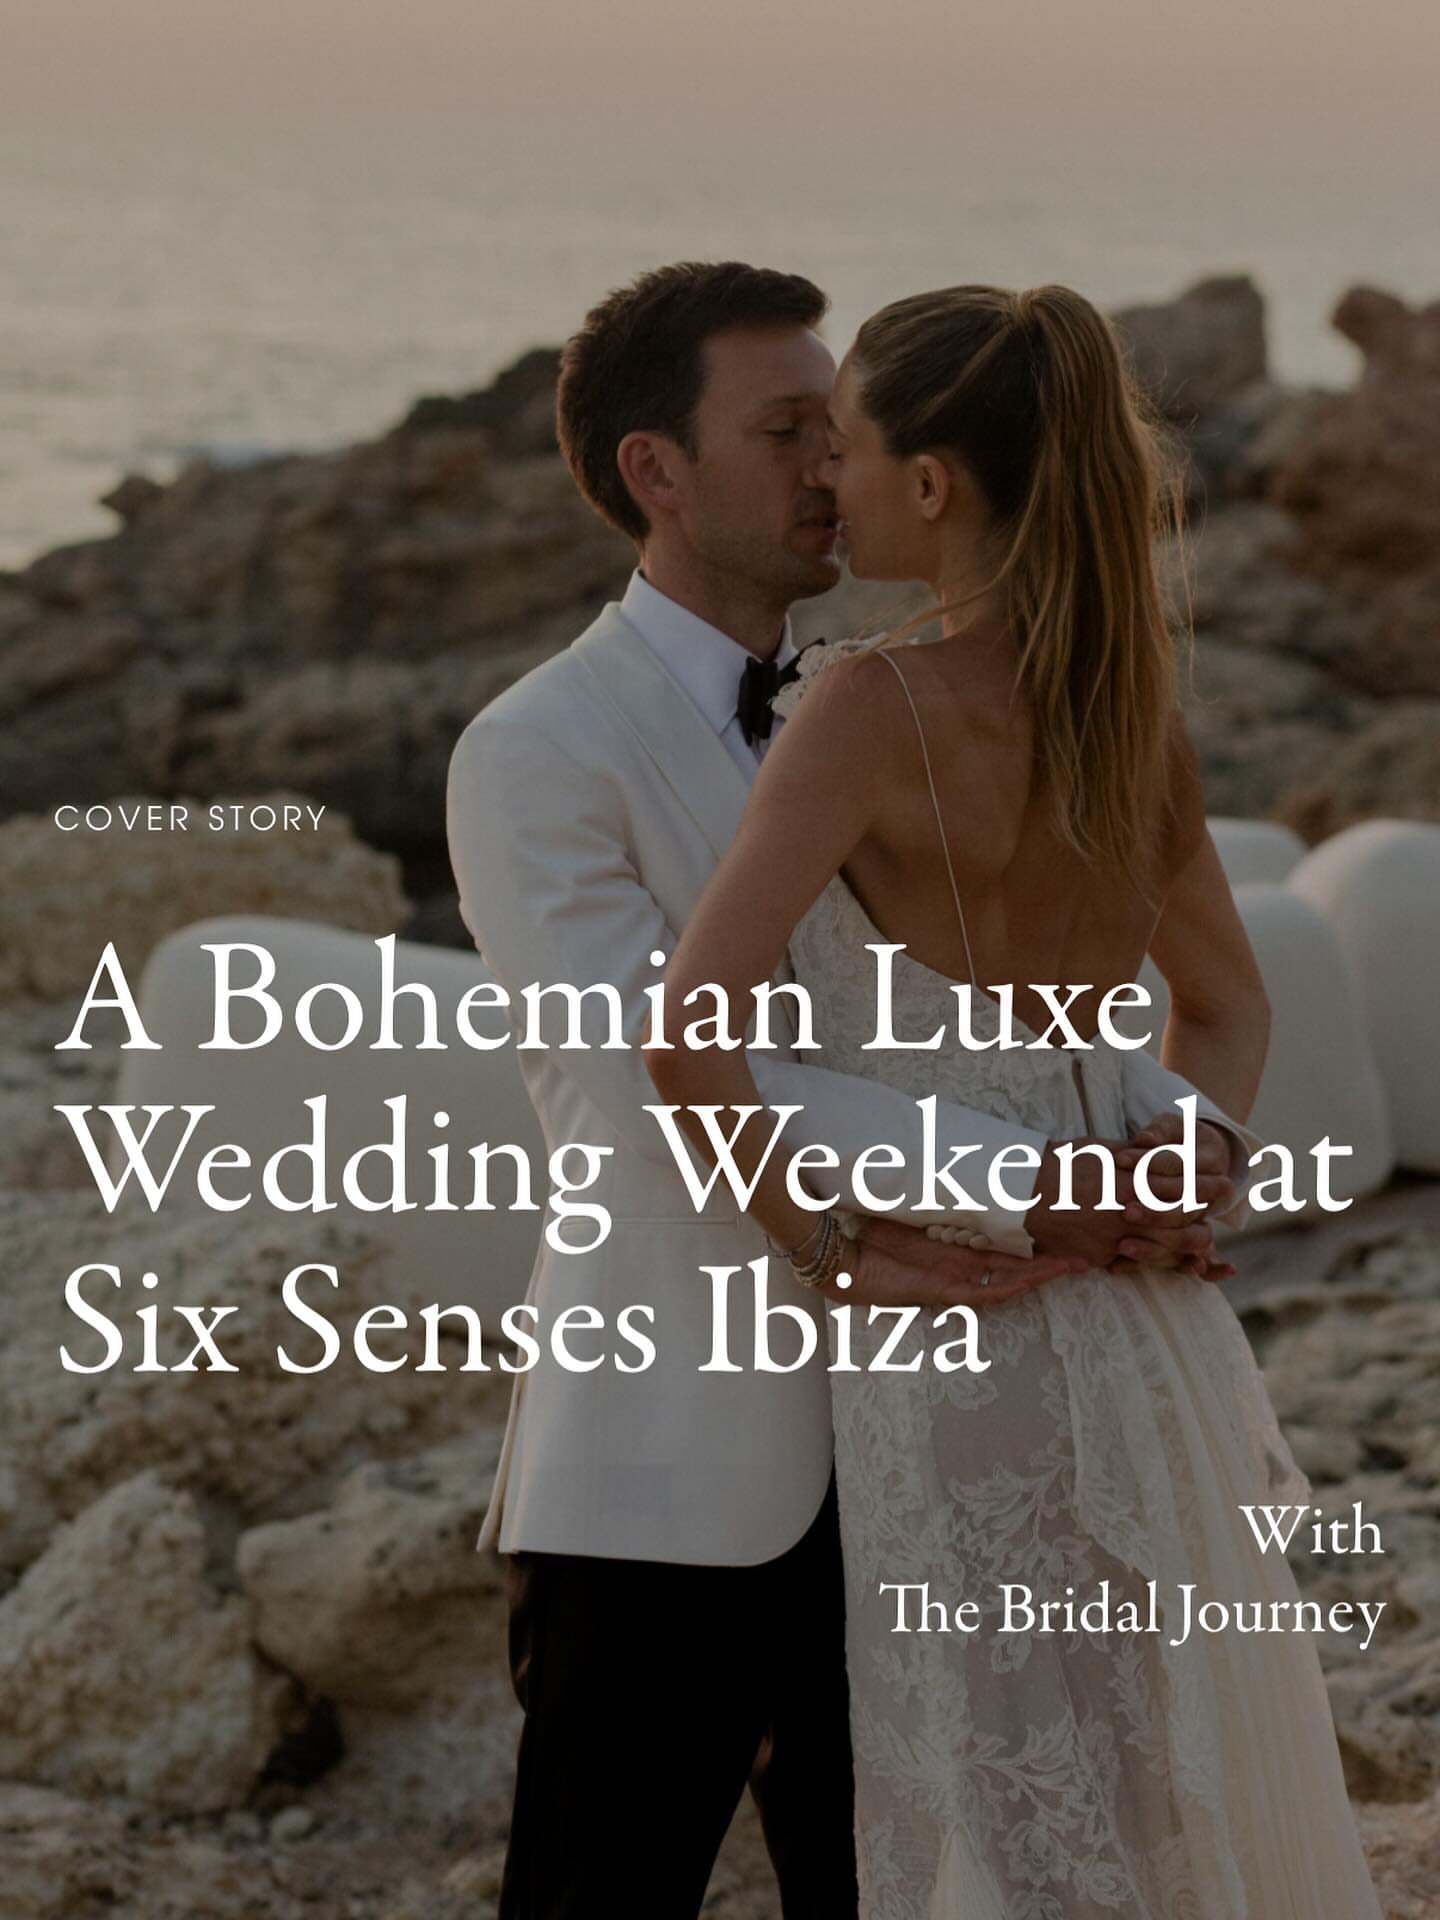 COVER STORY
A Bohemian Luxe
Wedding Weekend at
Six Senses Ibiza
With
The Bridal Journey